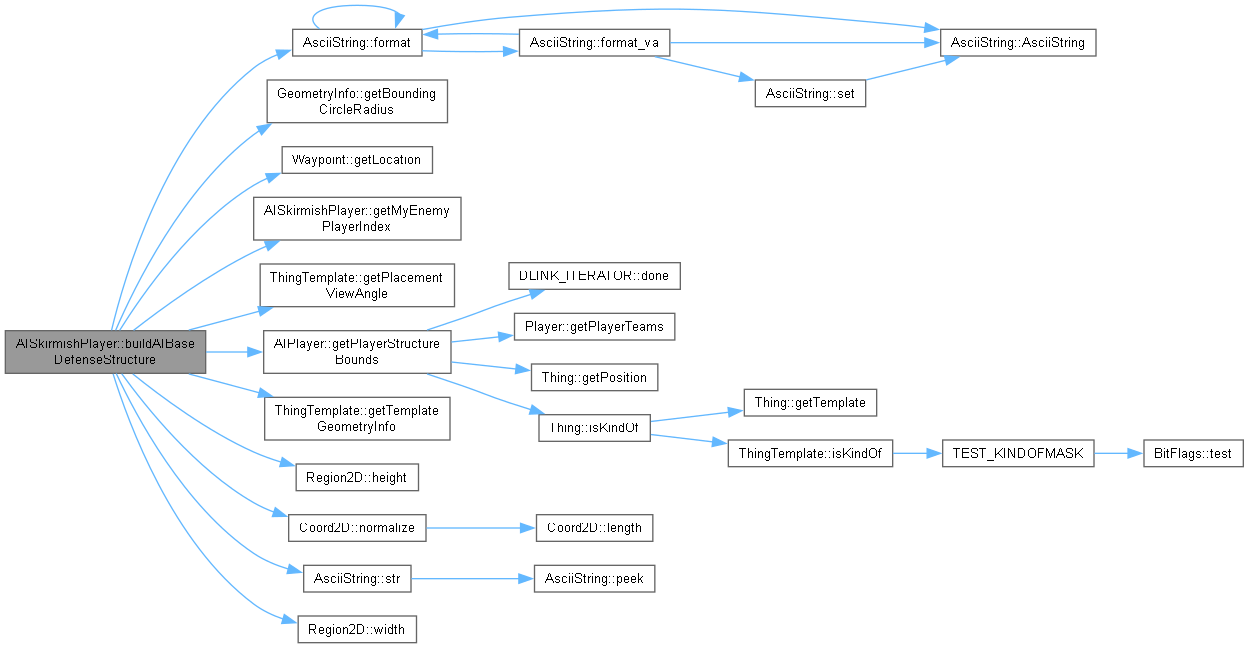 AISkirmishPlayer::buildAIBase
DefenseStructure
AsciiString::format
GeometryInfo::getBounding
CircleRadius
Waypoint::getLocation
AISkirmishPlayer::getMyEnemy
PlayerIndex
ThingTemplate::getPlacement
ViewAngle
AIPlayer::getPlayerStructure
Bounds
ThingTemplate::getTemplate
GeometryInfo
Region2D::height
Coord2D::normalize
AsciiString::str
Region2D::width
AsciiString::format_va
AsciiString::set
AsciiString::AsciiString
DLINK_ITERATOR::done
Player::getPlayerTeams
Thing::getPosition
Thing::isKindOf
Thing::getTemplate
ThingTemplate::isKindOf
TEST_KINDOFMASK
BitFlags::test
Coord2D::length
AsciiString::peek